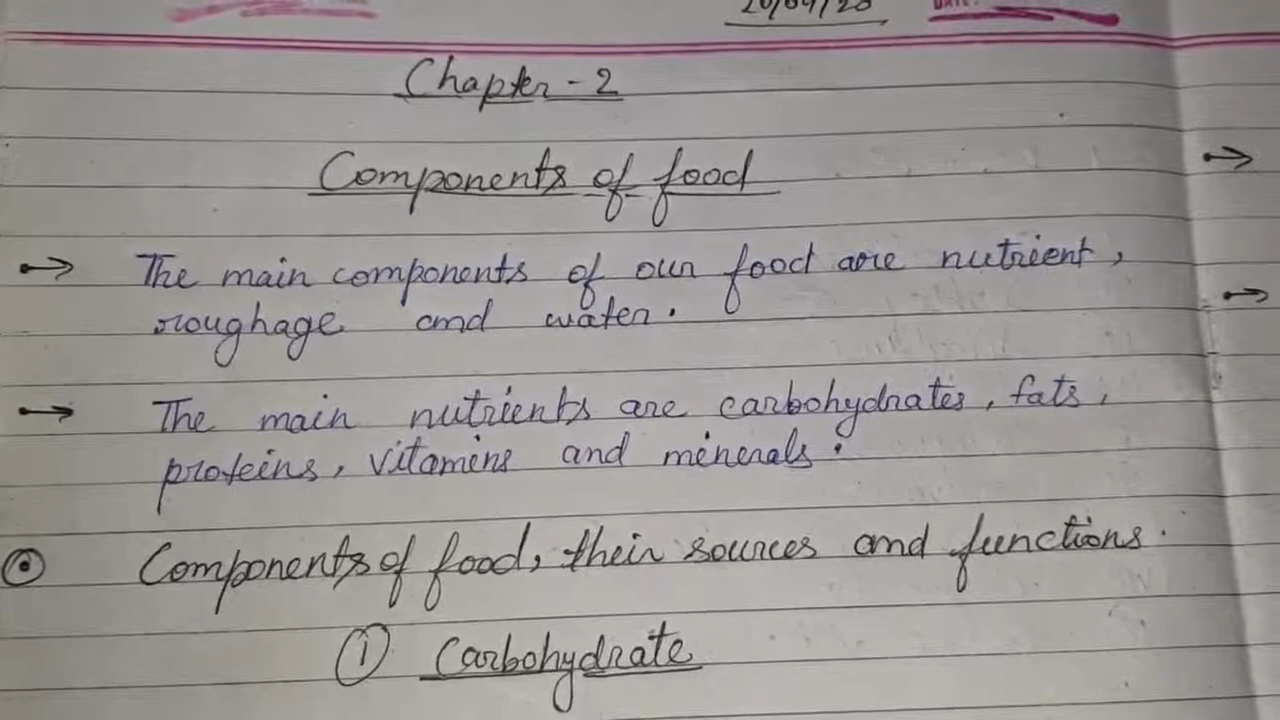 Chapter - 2
Components of food
→ The main components of our food are nutrient,
roughage and water.
→ The main nutrients are carbohydrates, fats,
proteins, vitamins and minerals.
⊙ Components of food, their sources and functions.
① Carbohydrate